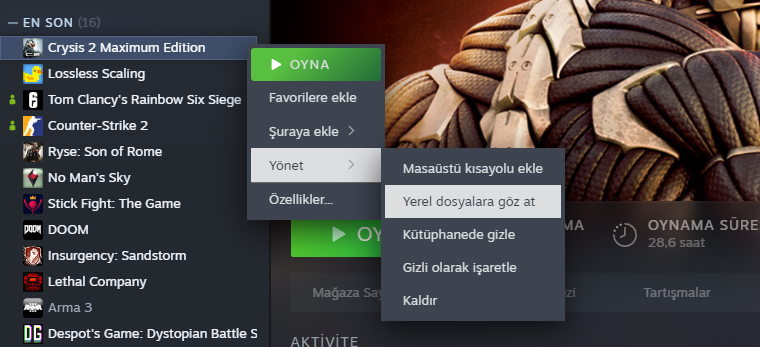 EN SON (16)
Crysis 2 Maximum Edition
Lossless Scaling
Tom Clancy's Rainbow Six Siege
Counter-Strike 2
Ryse: Son of Rome
No Man's Sky
Stick Fight: The Game
DOOM
Insurgency: Sandstorm
Lethal Company
Arma 3
Despot's Game: Dystopian Battle S
OYNA
Favorilere ekle
Şuraya ekle
Yönet
Özellikler...
Masaüstü kısayolu ekle
Yerel dosyalara göz at
Kütüphanede gizle
Gizli olarak işaretle
Kaldır
OY
MA
OYNAMA SÜRE
28,6 saat
Mağaza Say
ezi
Tartışmalar
AKTİVİTE